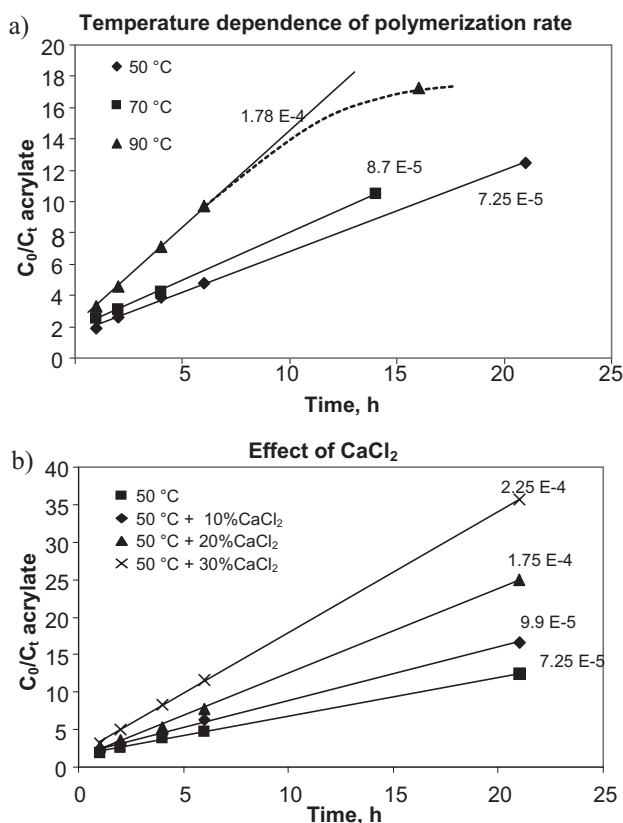 a)
Temperature dependence of polymerization rate
20
18
16
14
12
10
8
6
4
2
0
C₀/Cₜ acrylate
50 °C
70 °C
90 °C
1.78 E-4
8.7 E-5
7.25 E-5
5
10
15
20
25
Time, h
b)
Effect of CaCl₂
40
35
30
25
20
15
10
5
0
C₀/Cₜ acrylate
50 °C
50 °C + 10%CaCl₂
50 °C + 20%CaCl₂
50 °C + 30%CaCl₂
2.25 E-4
1.75 E-4
9.9 E-5
7.25 E-5
0
5
10
15
20
25
Time, h